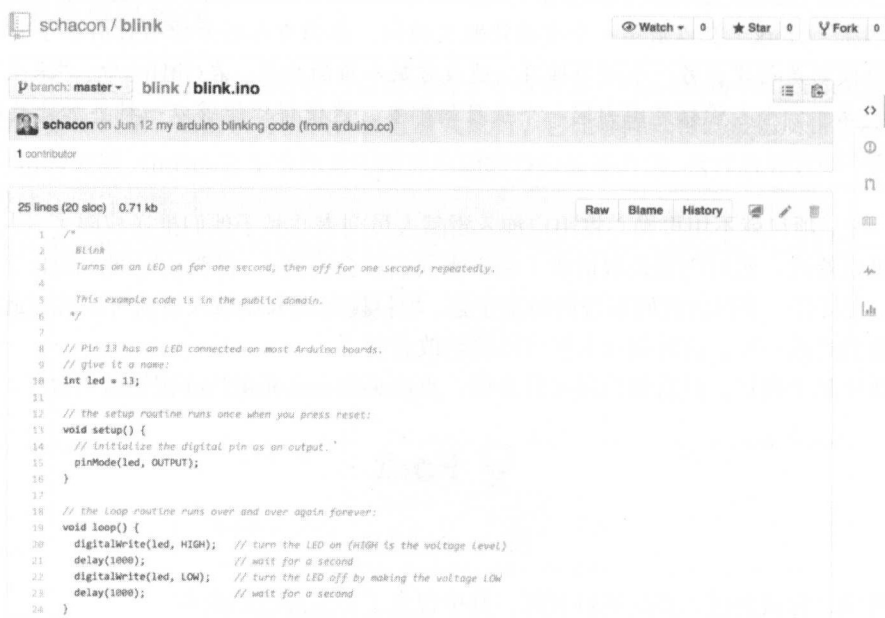 schacon / blink
Watch 0 Star 0 Fork 0
branch: master blink / blink.ino
schacon on Jun 12 my arduino blinking code (from arduino.cc)
1 contributor
25 lines (20 sloc) 0.71 kb Raw Blame History
1 /*
2 Blink
3 Turns on an LED on for one second, then off for one second, repeatedly.
4
5 This example code is in the public domain.
6 */
7
8 // Pin 13 has an LED connected on most Arduino boards.
9 // give it a name:
10 int led = 13;
11
12 // the setup routine runs once when you press reset:
13 void setup() {
14 // initialize the digital pin as an output.
15 pinMode(led, OUTPUT);
16 }
17
18 // the loop routine runs over and over again forever:
19 void loop() {
20 digitalWrite(led, HIGH); // turn the LED on (HIGH is the voltage level)
21 delay(1000); // wait for a second
22 digitalWrite(led, LOW); // turn the LED off by making the voltage LOW
23 delay(1000); // wait for a second
24 }